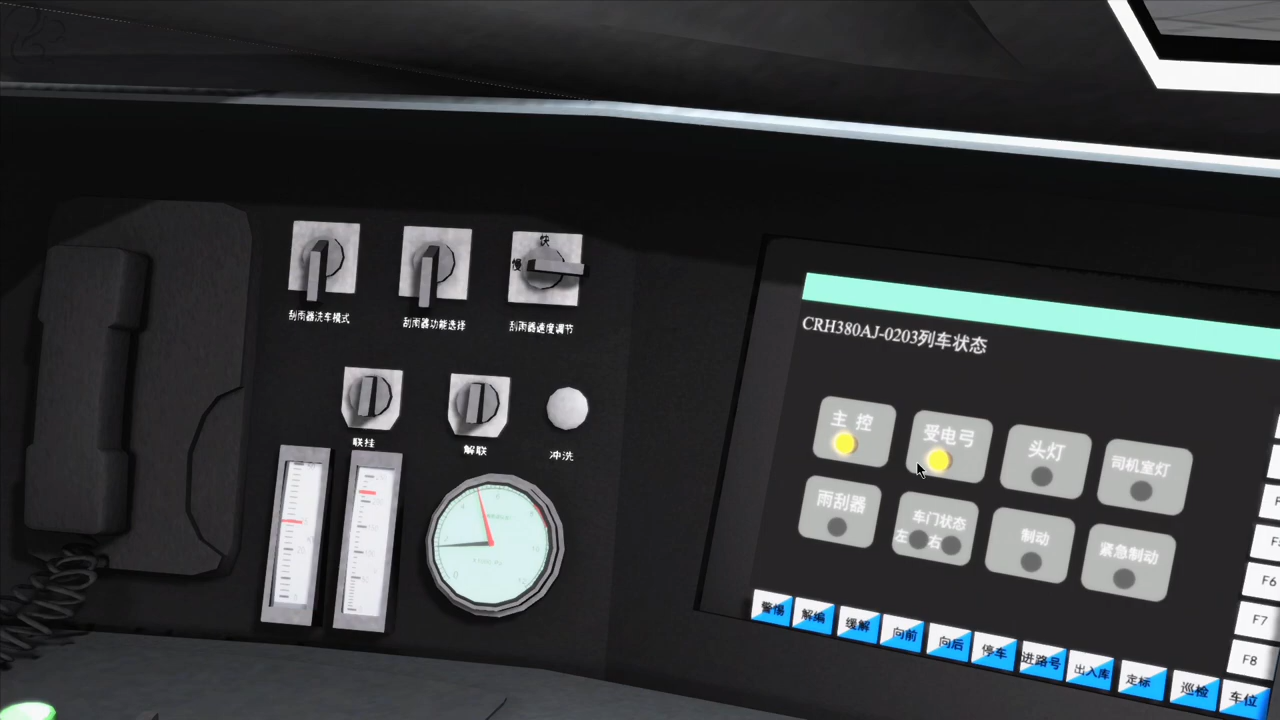 快
慢
刮雨器洗车模式
刮雨器功能选择
刮雨器速度调节
联挂
解联
冲洗
CRH380AJ-0203列车状态
主 控
受电弓
头灯
司机室灯
雨刮器
车门状态
左 右
制动
紧急制动
警惕
解编
缓解
向前
向后
停车
进路号
出入库
定标
巡检
车位
F6
F7
F8